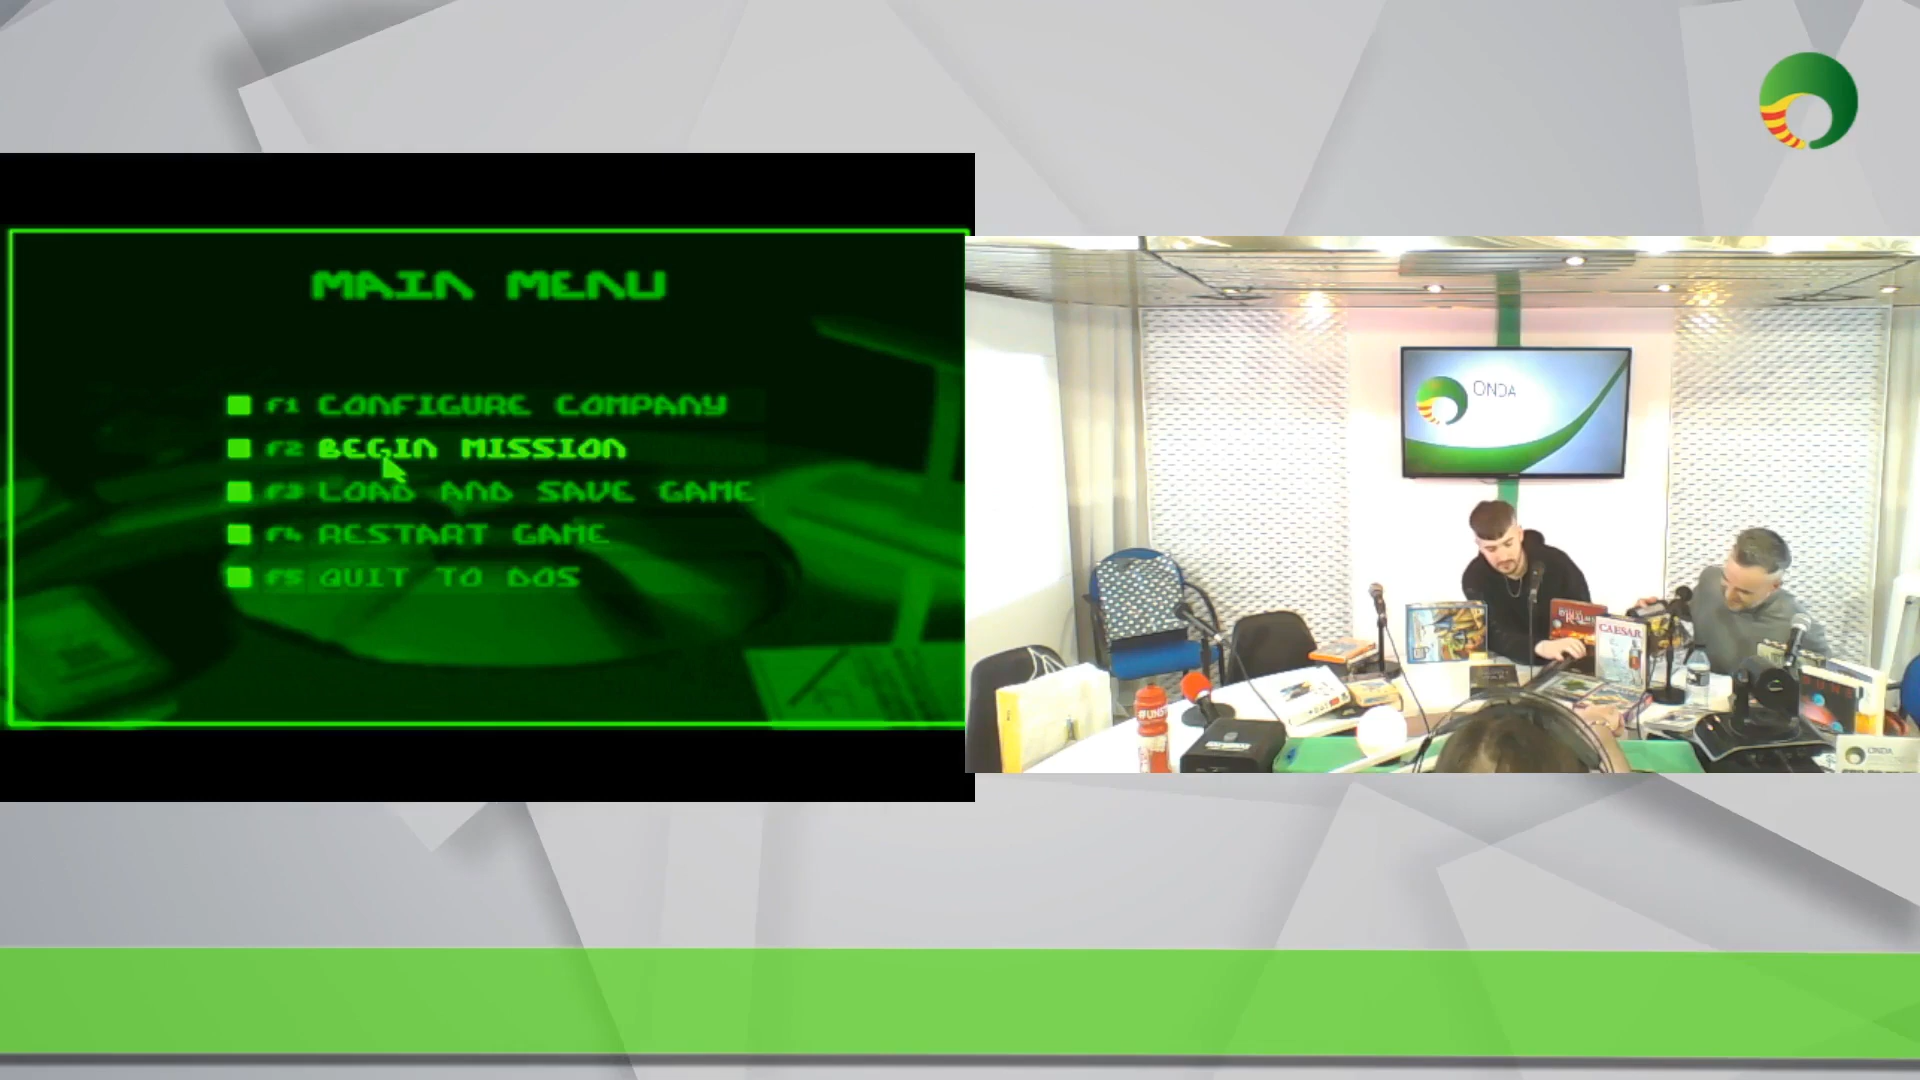 MAIN MENU
F1 CONFIGURE COMPANY
F2 BEGIN MISSION
F3 LOAD AND SAVE GAME
F4 RESTART GAME
F5 QUIT TO DOS
ONDA
CAESAR
ONDA